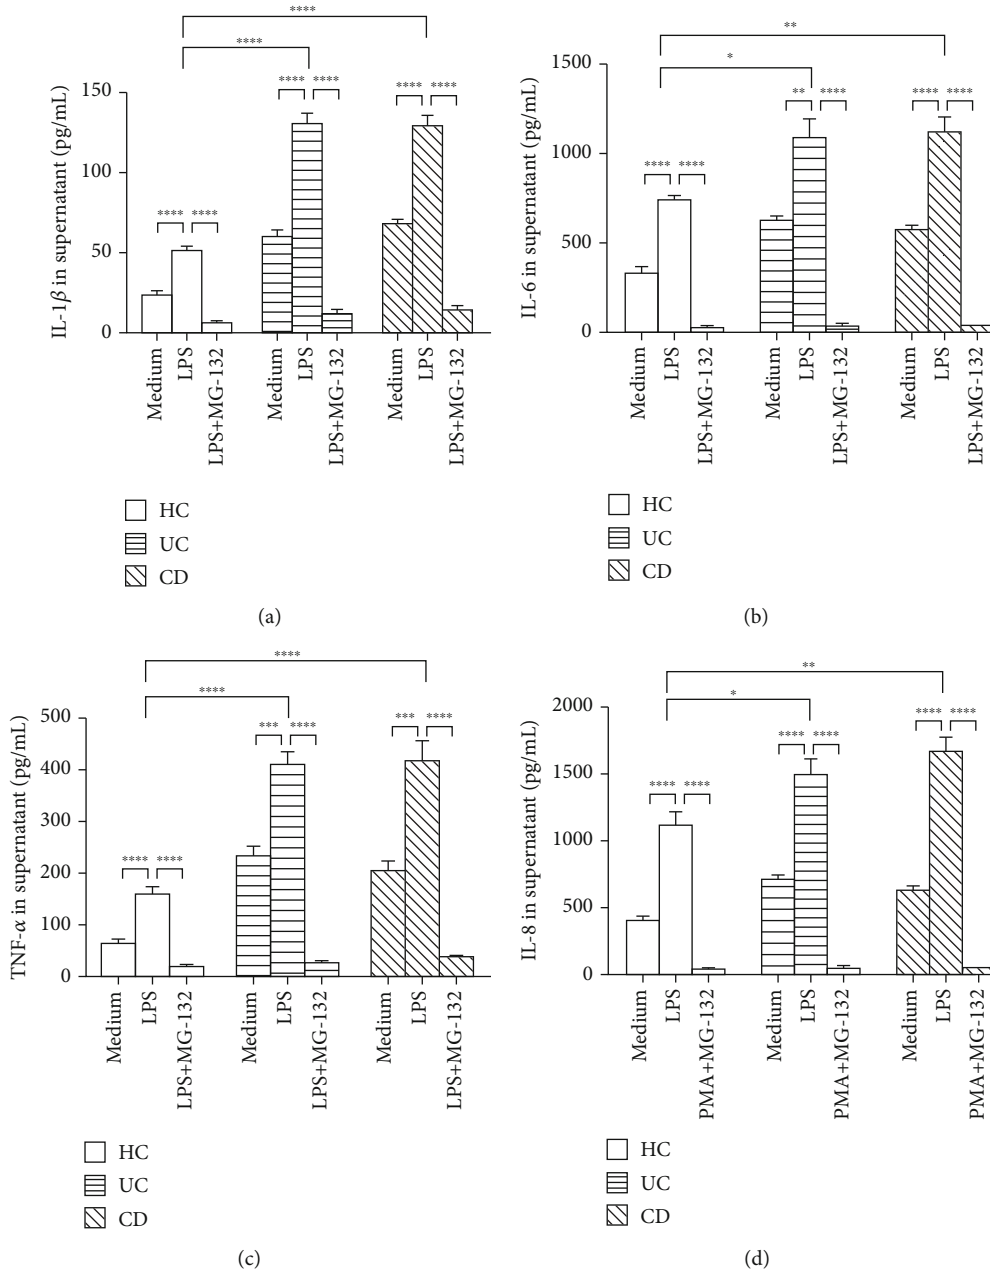 ****
****
**** ****
**** ****
**** ****
IL-1β in supernatant (pg/mL)
150
100
50
0
Medium
LPS
LPS+MG-132
Medium
LPS
LPS+MG-132
Medium
LPS
LPS+MG-132
HC
UC
CD
(a)
**
*
** ****
**** ****
**** ****
IL-6 in supernatant (pg/mL)
1500
1000
500
0
Medium
LPS
LPS+MG-132
Medium
LPS
LPS+MG-132
Medium
LPS
LPS+MG-132
HC
UC
CD
(b)
****
****
*** ****
*** ****
**** ****
TNF-α in supernatant (pg/mL)
500
400
300
200
100
0
Medium
LPS
LPS+MG-132
Medium
LPS
LPS+MG-132
Medium
LPS
LPS+MG-132
HC
UC
CD
(c)
**
*
**** ****
**** ****
**** ****
IL-8 in supernatant (pg/mL)
2000
1500
1000
500
0
Medium
LPS
PMA+MG-132
Medium
LPS
PMA+MG-132
Medium
LPS
PMA+MG-132
HC
UC
CD
(d)